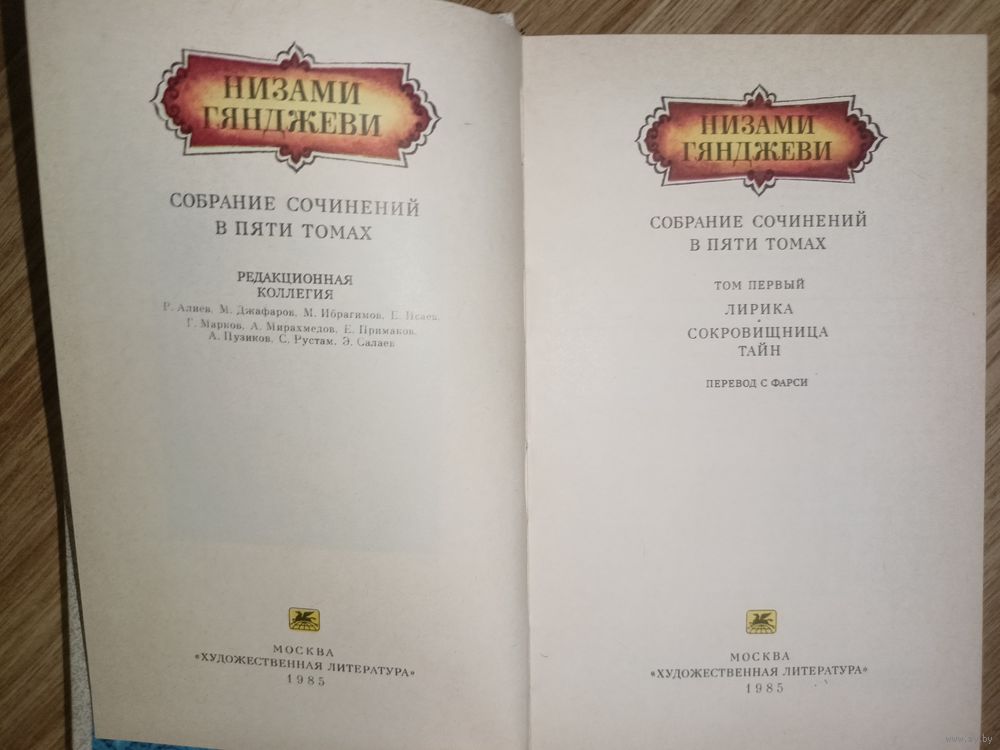 НИЗАМИ
ГЯНДЖЕВИ
СОБРАНИЕ СОЧИНЕНИЙ
В ПЯТИ ТОМАХ
РЕДАКЦИОННАЯ
КОЛЛЕГИЯ
Р. Алиев, М. Джафаров, М. Ибрагимов, Е. Исаев,
Г. Марков, А. Мирахмедов, Е. Примаков,
А. Пузиков, С. Рустам, Э. Салаев
МОСКВА
«ХУДОЖЕСТВЕННАЯ ЛИТЕРАТУРА»
1985
НИЗАМИ
ГЯНДЖЕВИ
СОБРАНИЕ СОЧИНЕНИЙ
В ПЯТИ ТОМАХ
ТОМ ПЕРВЫЙ
ЛИРИКА
•
СОКРОВИЩНИЦА
ТАЙН
ПЕРЕВОД С ФАРСИ
МОСКВА
«ХУДОЖЕСТВЕННАЯ ЛИТЕРАТУРА»
1985